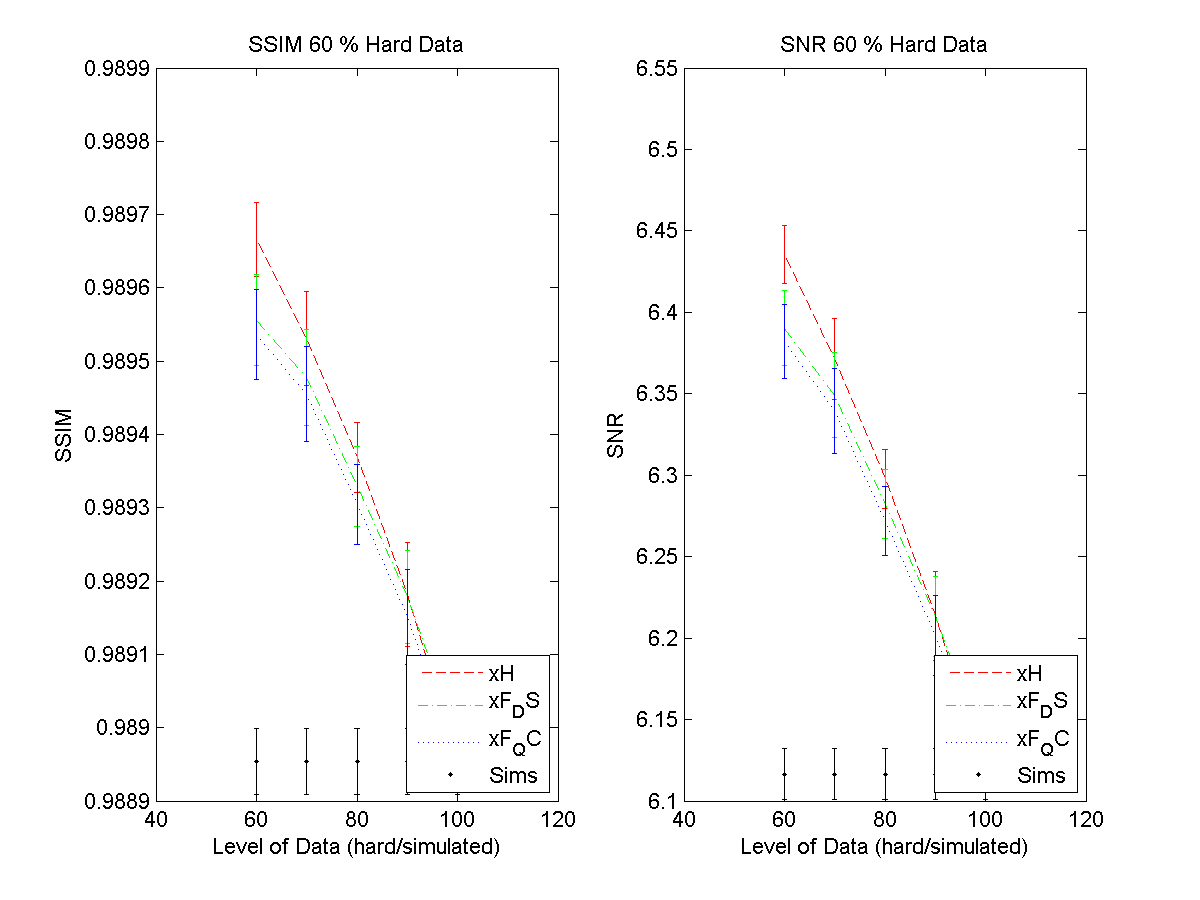 SSIM 60 % Hard Data
0.9899
0.9898
0.9897
0.9896
0.9895
0.9894
0.9893
0.9892
0.9891
0.989
0.9889
SSIM
40 60 80 100 120
Level of Data (hard/simulated)
xH
xF_DS
xF_QC
Sims
SNR 60 % Hard Data
6.55
6.5
6.45
6.4
6.35
6.3
6.25
6.2
6.15
6.1
SNR
40 60 80 100 120
Level of Data (hard/simulated)
xH
xF_DS
xF_QC
Sims